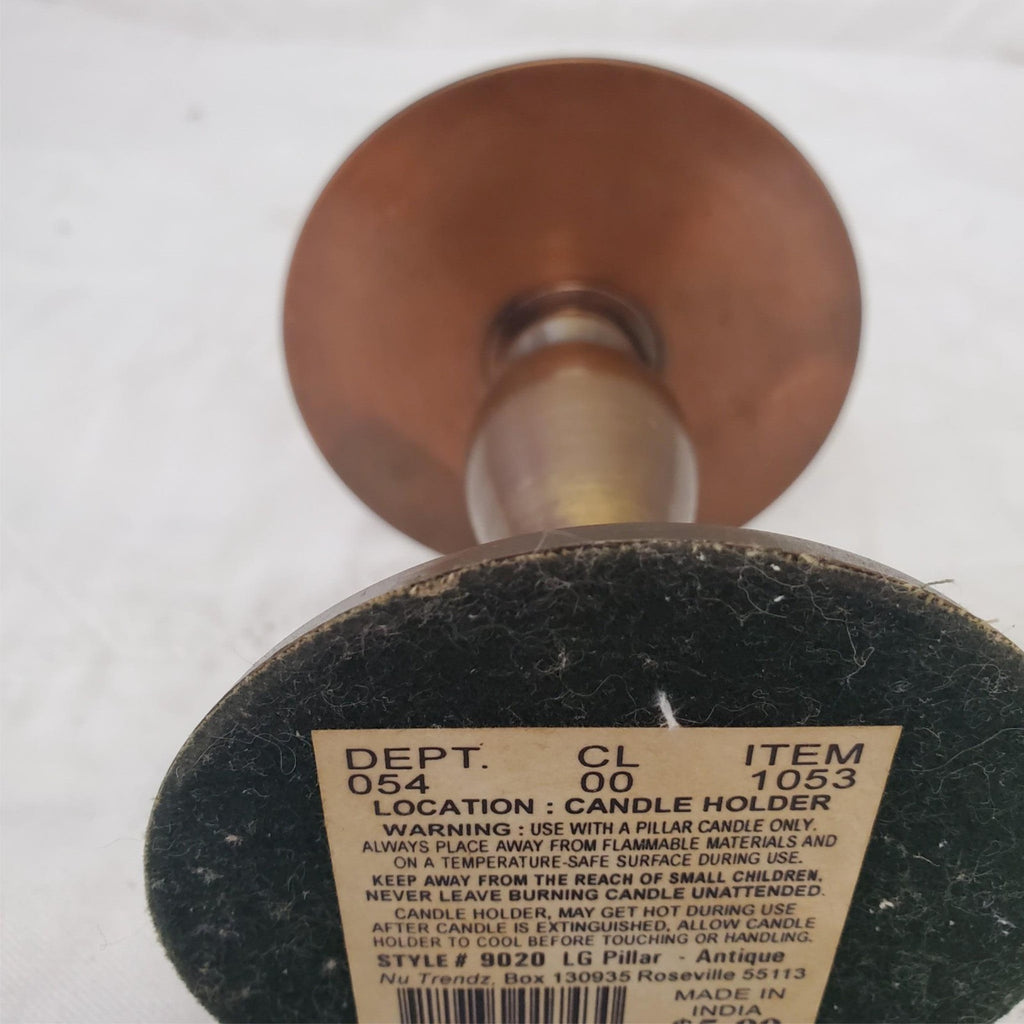 DEPT. CL ITEM
054 00 1053
LOCATION : CANDLE HOLDER
WARNING : USE WITH A PILLAR CANDLE ONLY.
ALWAYS PLACE AWAY FROM FLAMMABLE MATERIALS AND
ON A TEMPERATURE-SAFE SURFACE DURING USE.
KEEP AWAY FROM THE REACH OF SMALL CHILDREN.
NEVER LEAVE BURNING CANDLE UNATTENDED.
CANDLE HOLDER, MAY GET HOT DURING USE
AFTER CANDLE IS EXTINGUISHED, ALLOW CANDLE
HOLDER TO COOL BEFORE TOUCHING OR HANDLING.
STYLE # 9020 LG Pillar - Antique
Nu Trendz, Box 130935 Roseville 55113
MADE IN
INDIA